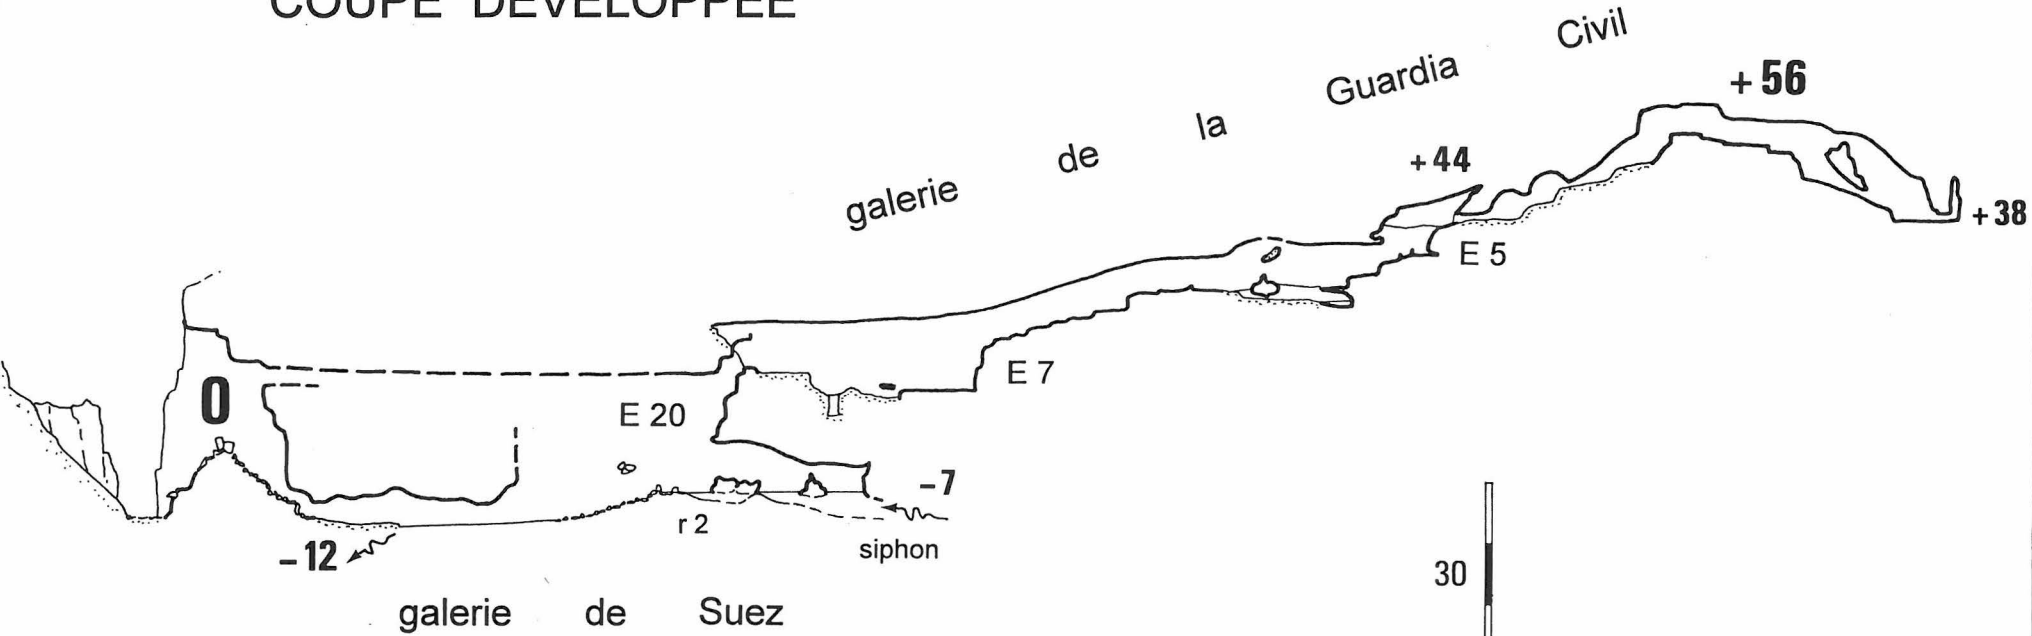 COUPE DEVELOPPEE
galerie de la Guardia Civil
+56
+44
+38
E 5
0
E 7
E 20
-7
r 2
-12
siphon
30
galerie de Suez